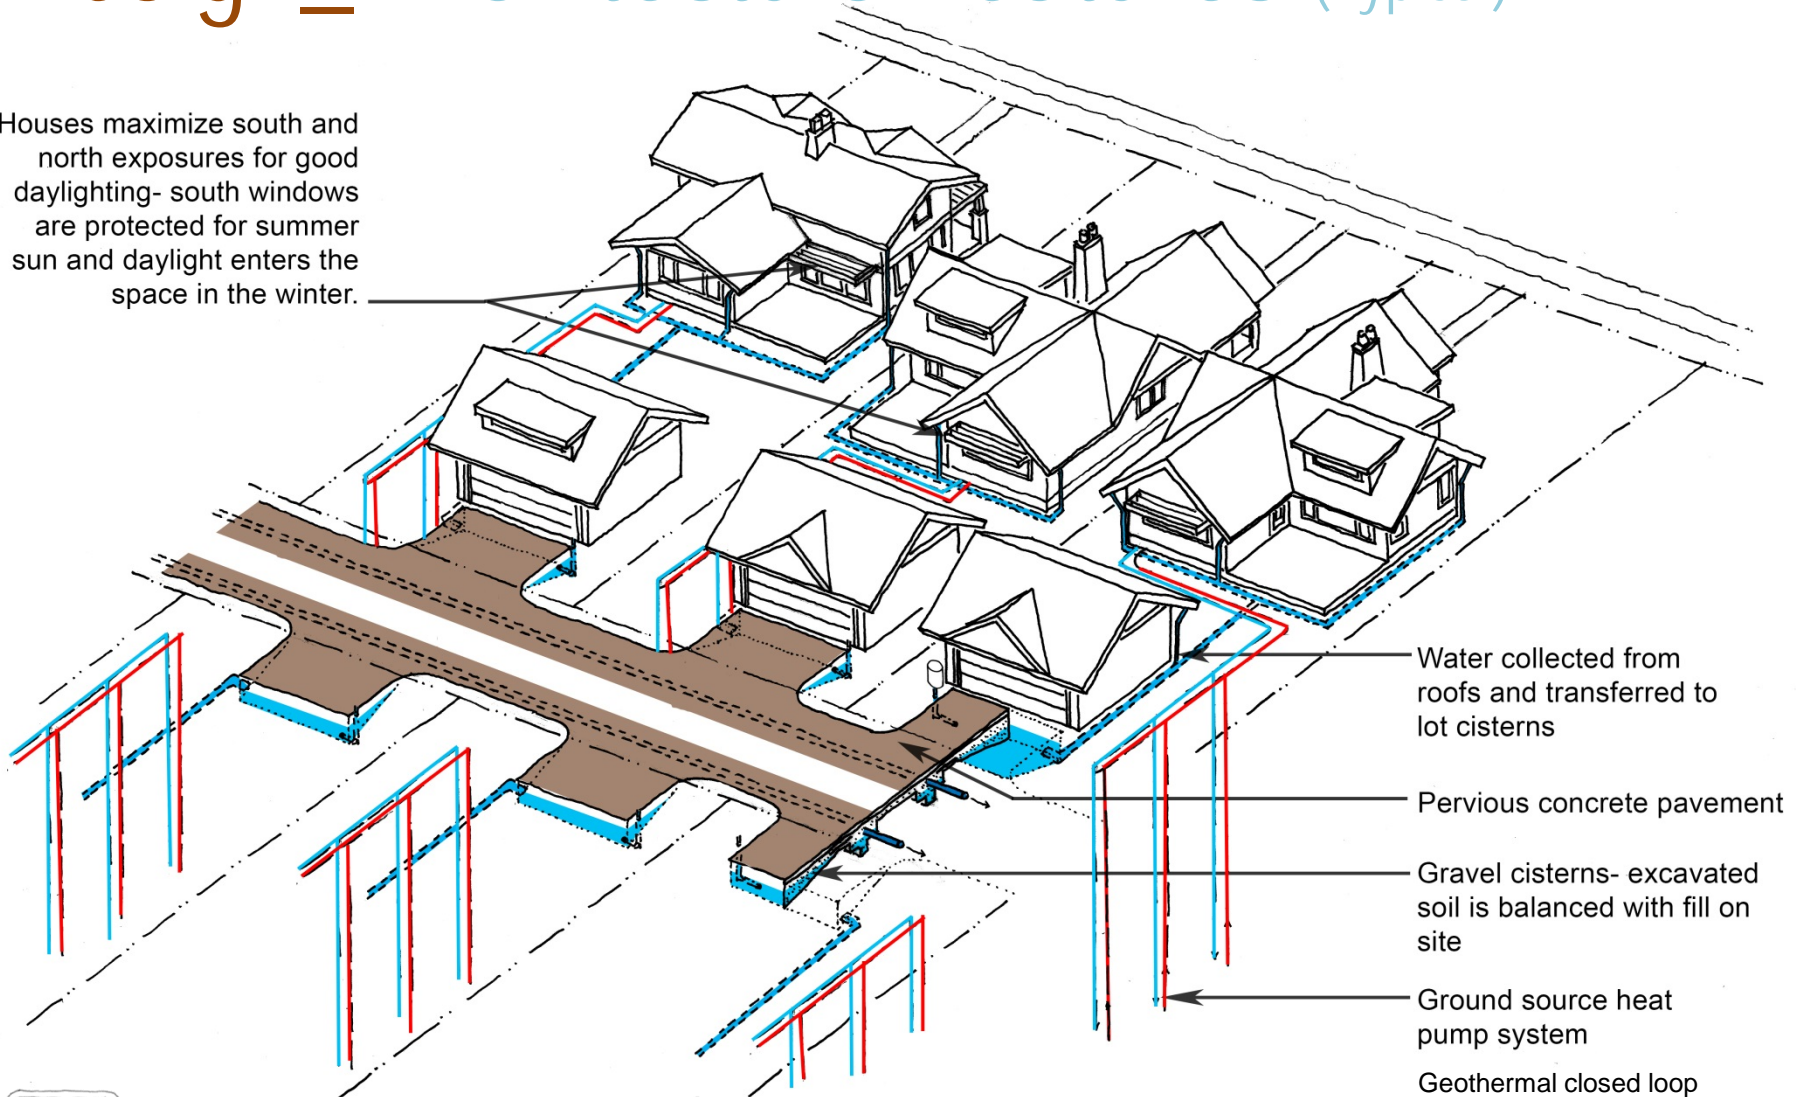 Houses maximize south and
north exposures for good
daylighting- south windows
are protected for summer
sun and daylight enters the
space in the winter.
Water collected from
roofs and transferred to
lot cisterns
Pervious concrete pavement
Gravel cisterns- excavated
soil is balanced with fill on
site
Ground source heat
pump system
Geothermal closed loop